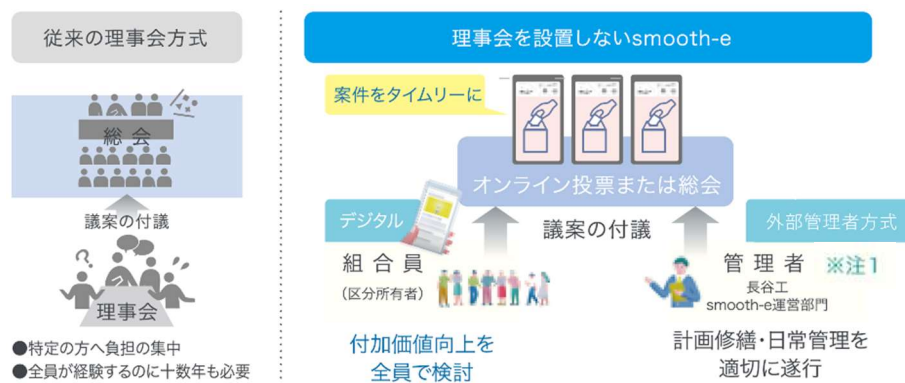 従来の理事会方式
総会
議案の付議
理事会
●特定の方へ負担の集中
●全員が経験するのに十数年も必要
理事会を設置しないsmooth-e
案件をタイムリーに
オンライン投票または総会
デジタル
議案の付議
外部管理者方式
組合員
(区分所有者)
管理者 ※注1
長谷工
smooth-e運営部門
付加価値向上を
全員で検討
計画修繕・日常管理を
適切に遂行